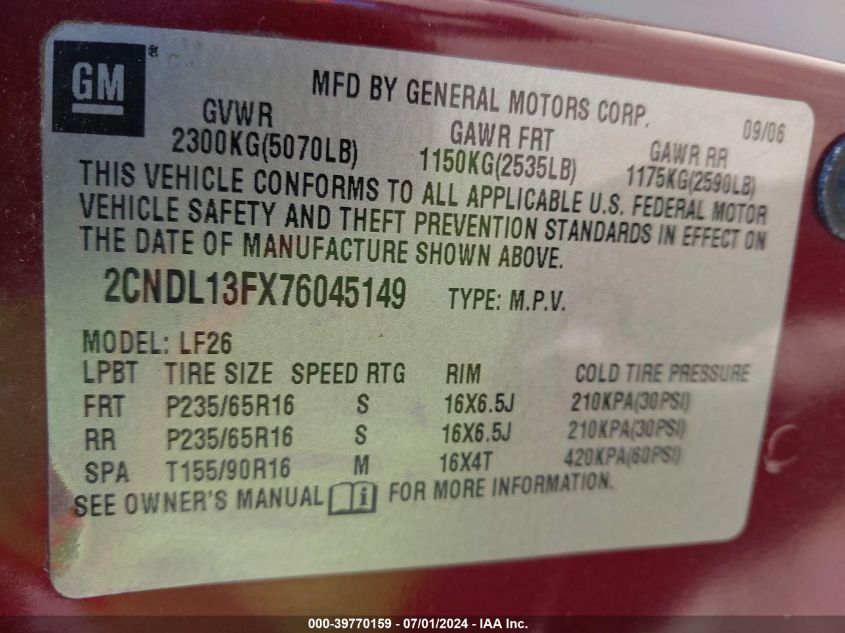 GM ®
MFD BY GENERAL MOTORS CORP. 09/06
GVWR GAWR FRT GAWR RR
2300KG(5070LB) 1150KG(2535LB) 1175KG(2590LB)
THIS VEHICLE CONFORMS TO ALL APPLICABLE U.S. FEDERAL MOTOR
VEHICLE SAFETY AND THEFT PREVENTION STANDARDS IN EFFECT ON
THE DATE OF MANUFACTURE SHOWN ABOVE.
2CNDL13FX76045149 TYPE: M.P.V.
MODEL: LF26
LPBT TIRE SIZE SPEED RTG RIM COLD TIRE PRESSURE
FRT P235/65R16 S 16X6.5J 210KPA(30PSI)
RR P235/65R16 S 16X6.5J 210KPA(30PSI)
SPA T155/90R16 M 16X4T 420KPA(60PSI)
SEE OWNER'S MANUAL i FOR MORE INFORMATION.
000-39770159 - 07/01/2024 - IAA Inc.